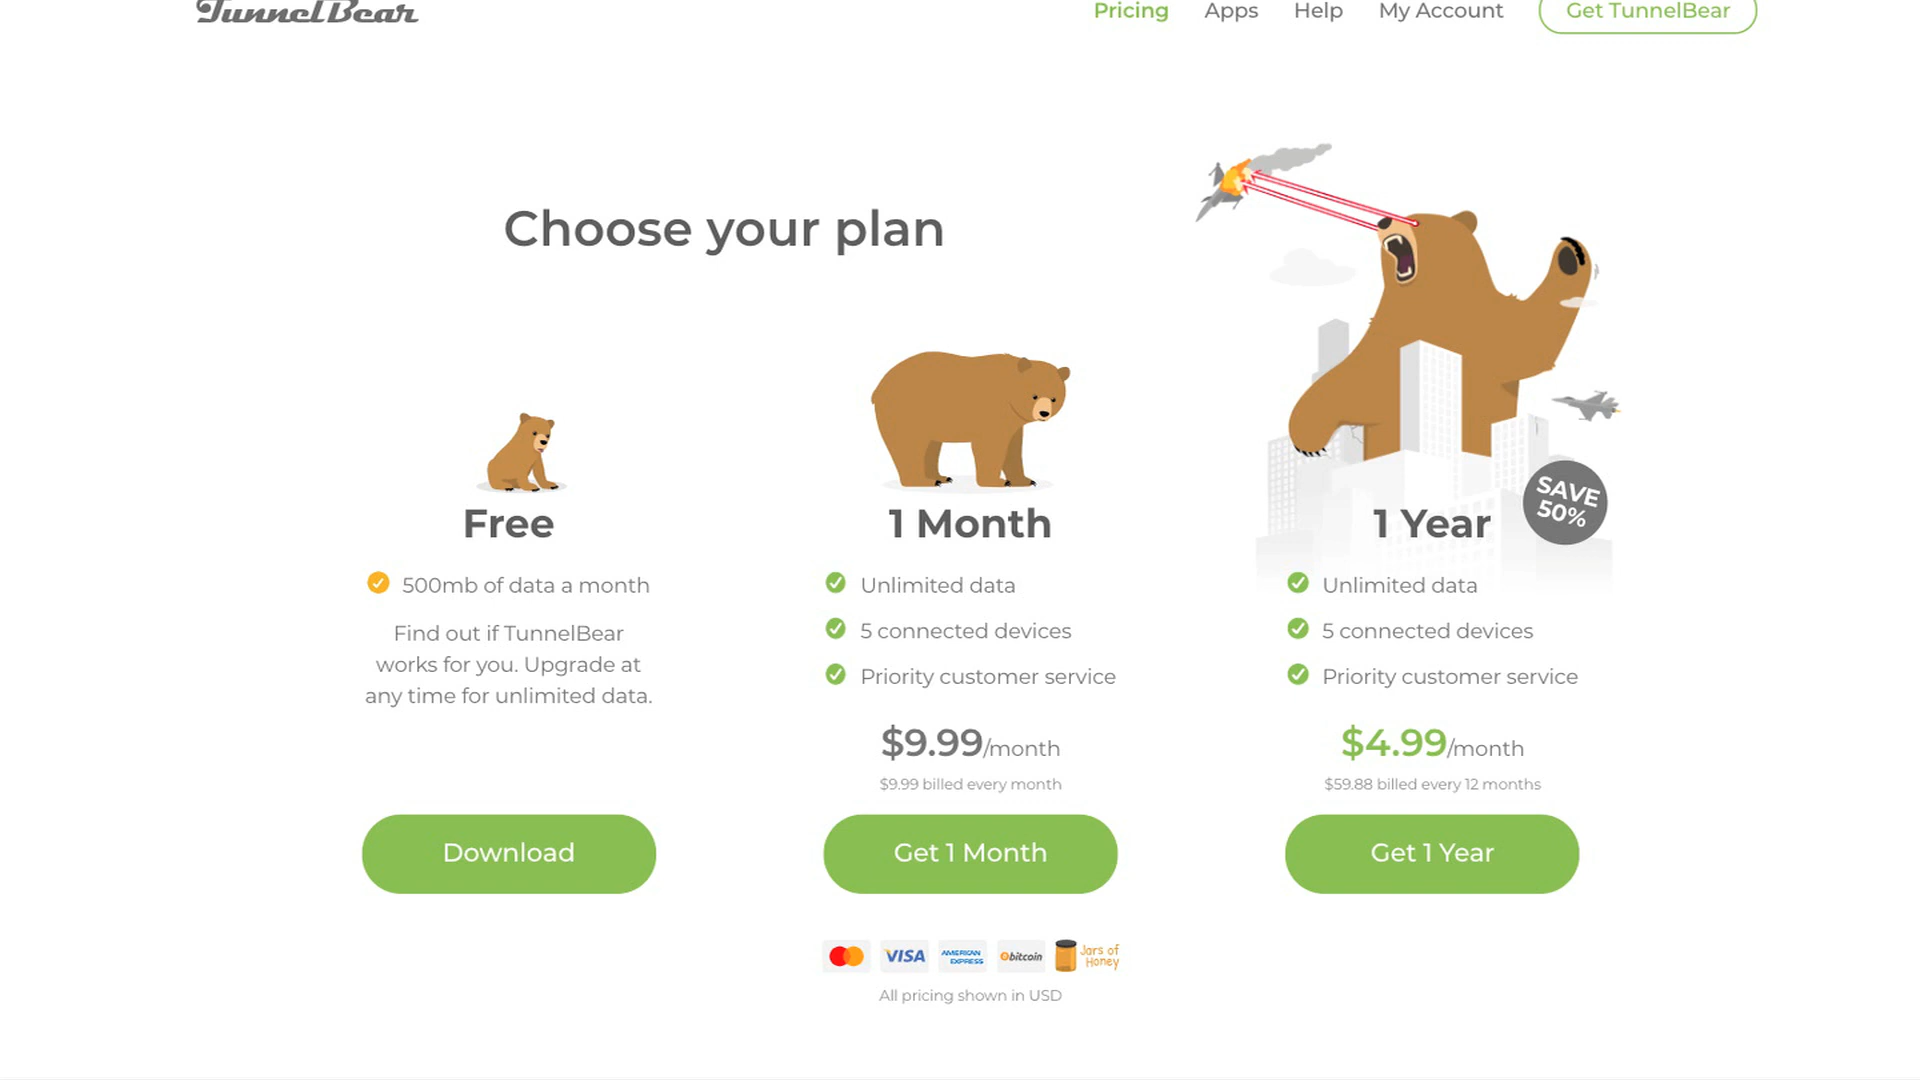 TunnelBear
Pricing
Apps
Help
My Account
Get TunnelBear
Choose your plan
Free
500mb of data a month
Find out if TunnelBear
works for you. Upgrade at
any time for unlimited data.
Download
1 Month
Unlimited data
5 connected devices
Priority customer service
$9.99/month
$9.99 billed every month
Get 1 Month
1 Year
SAVE
50%
Unlimited data
5 connected devices
Priority customer service
$4.99/month
$59.88 billed every 12 months
Get 1 Year
VISA
AMERICAN
EXPRESS
bitcoin
Jars of
Honey
All pricing shown in USD